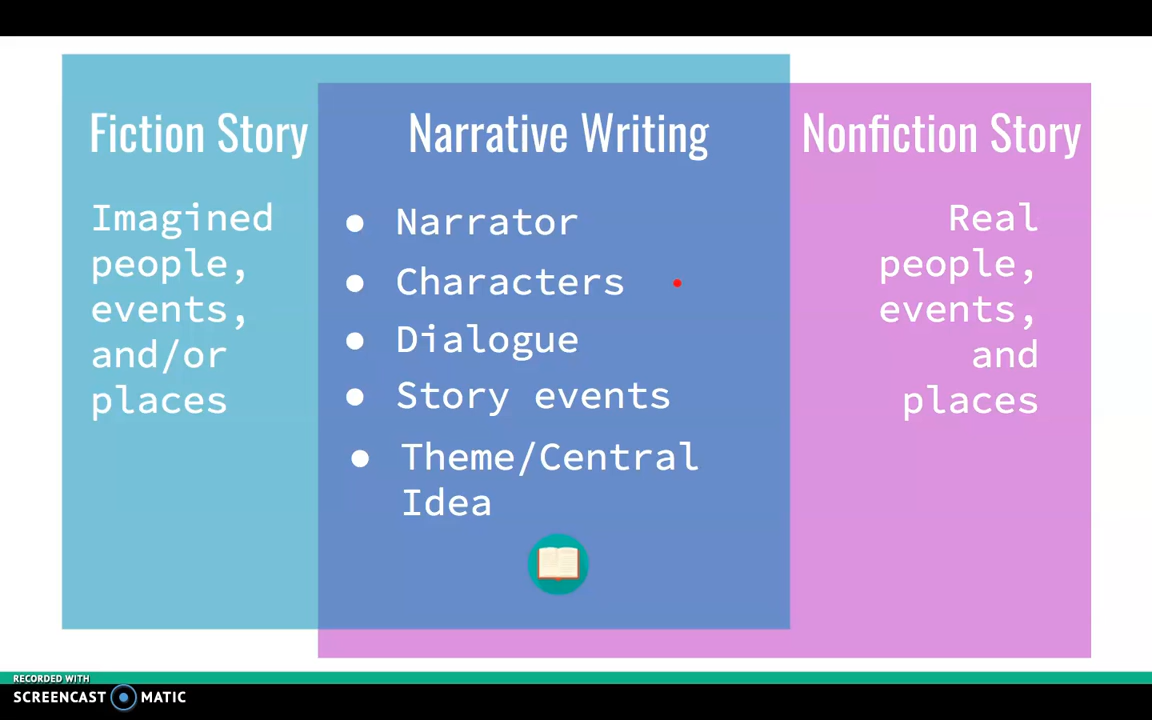 Fiction Story
Imagined
people,
events,
and/or
places
Narrative Writing
● Narrator
● Characters
● Dialogue
● Story events
● Theme/Central
Idea
Nonfiction Story
Real
people,
events,
and
places
RECORDED WITH
SCREENCAST MATIC